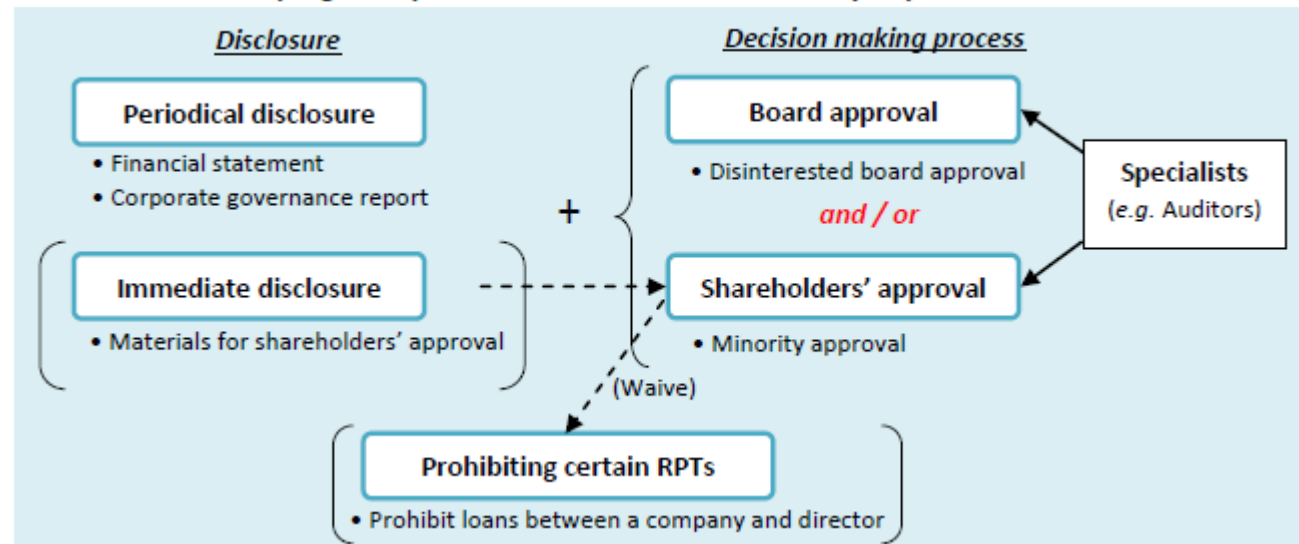 Disclosure
Decision making process
Periodical disclosure
• Financial statement
• Corporate governance report
+
Board approval
• Disinterested board approval
and / or
Specialists
(e.g. Auditors)
Immediate disclosure
• Materials for shareholders’ approval
Shareholders’ approval
• Minority approval
(Waive)
Prohibiting certain RPTs
• Prohibit loans between a company and director